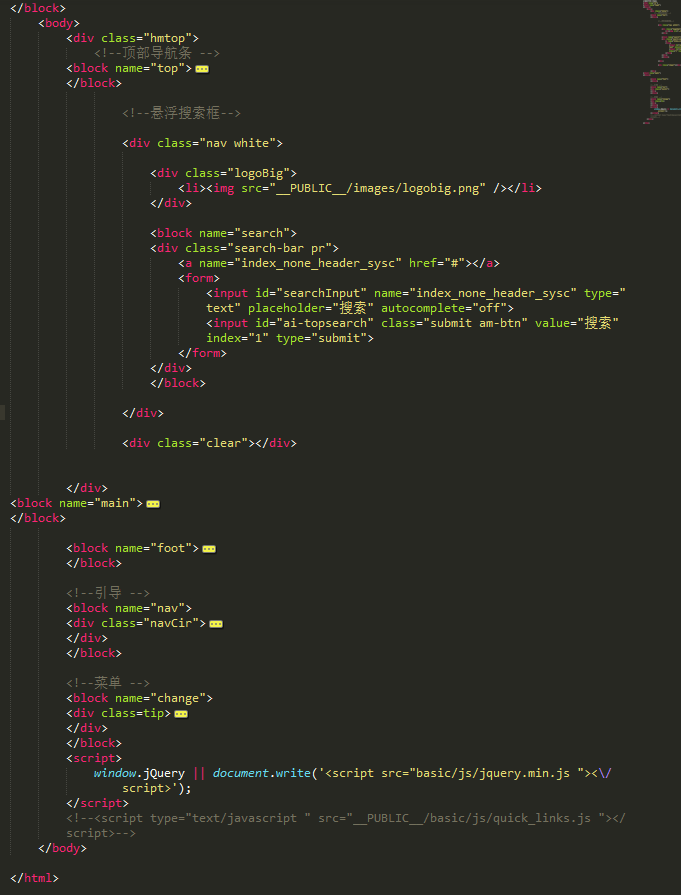 </block>
<body>
<div class="hmtop">
<!--顶部导航条 -->
<block name="top">
</block>
<!--悬浮搜索框-->
<div class="nav white">
<div class="logoBig">
<li><img src="__PUBLIC__/images/logobig.png" /></li>
</div>
<block name="search">
<div class="search-bar pr">
<a name="index_none_header_sysc" href="#"></a>
<form>
<input id="searchInput" name="index_none_header_sysc" type="
text" placeholder="搜索" autocomplete="off">
<input id="ai-topsearch" class="submit am-btn" value="搜索"
index="1" type="submit">
</form>
</div>
</block>
</div>
<div class="clear"></div>
</div>
<block name="main">
</block>
<block name="foot">
</block>
<!--引导 -->
<block name="nav">
<div class="navCir">
</div>
</block>
<!--菜单 -->
<block name="change">
<div class=tip>
</div>
</block>
<script>
window.jQuery || document.write('<script src="basic/js/jquery.min.js "><\/
script>');
</script>
<!--<script type="text/javascript " src="__PUBLIC__/basic/js/quick_links.js "></
script>-->
</body>
</html>